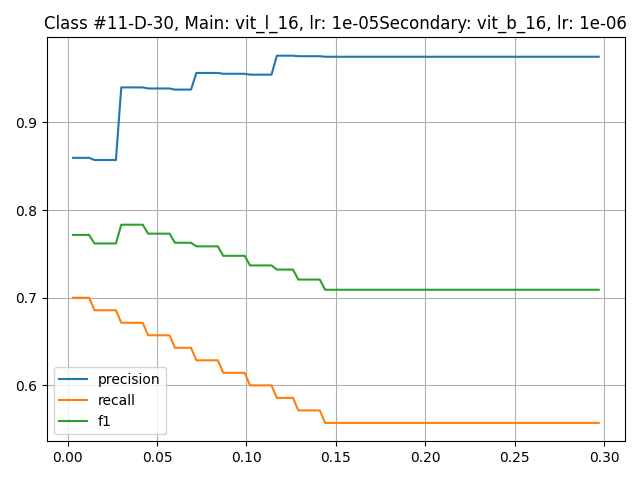 Class #11-D-30, Main: vit_l_16, lr: 1e-05Secondary: vit_b_16, lr: 1e-06
0.9
0.8
0.7
0.6
precision
recall
f1
0.00 0.05 0.10 0.15 0.20 0.25 0.30